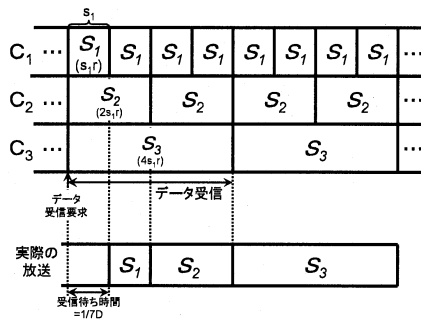 s₁
C₁ … S₁ S₁ S₁ S₁ S₁ S₁ S₁ S₁ …
(s₁r)
C₂ … S₂ S₂ S₂ S₂ …
(2s₁r)
C₃ … S₃ S₃ …
(4s₁r)
データ
受信要求
データ受信
実際の
放送
S₁ S₂ S₃
受信待ち時間
=1/7D